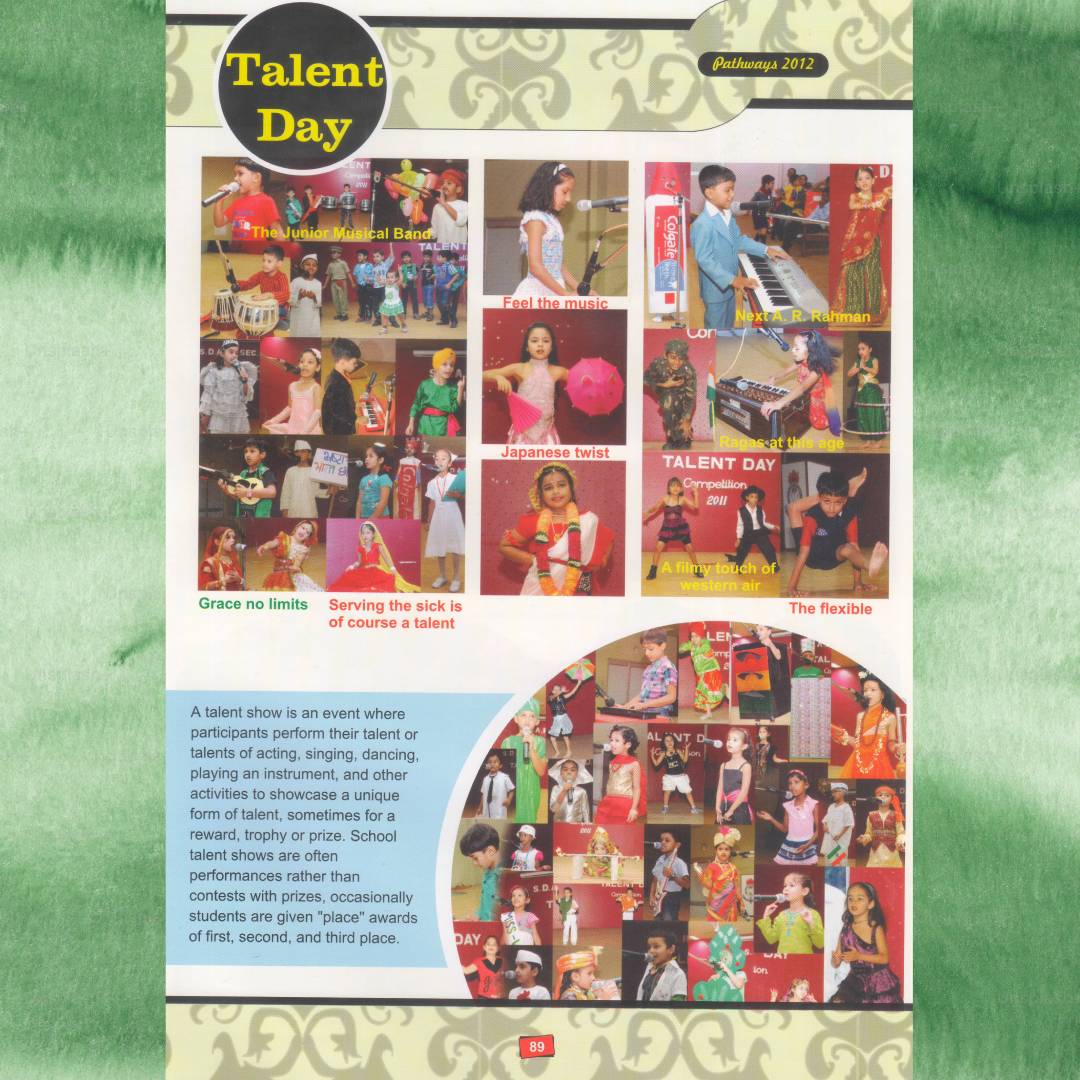 Talent
Day
Pathways 2012
The Junior Musical Band
TALENT
S.D.A
SEC
Grace no limits
Serving the sick is
of course a talent
Feel the music
Japanese twist
Colgate
Next A. R. Rahman
Ragas at this age
TALENT DAY
Competition
2011
A filmy touch of
western air
The flexible
A talent show is an event where
participants perform their talent or
talents of acting, singing, dancing,
playing an instrument, and other
activities to showcase a unique
form of talent, sometimes for a
reward, trophy or prize. School
talent shows are often
performances rather than
contests with prizes, occasionally
students are given "place" awards
of first, second, and third place.
DAY
89